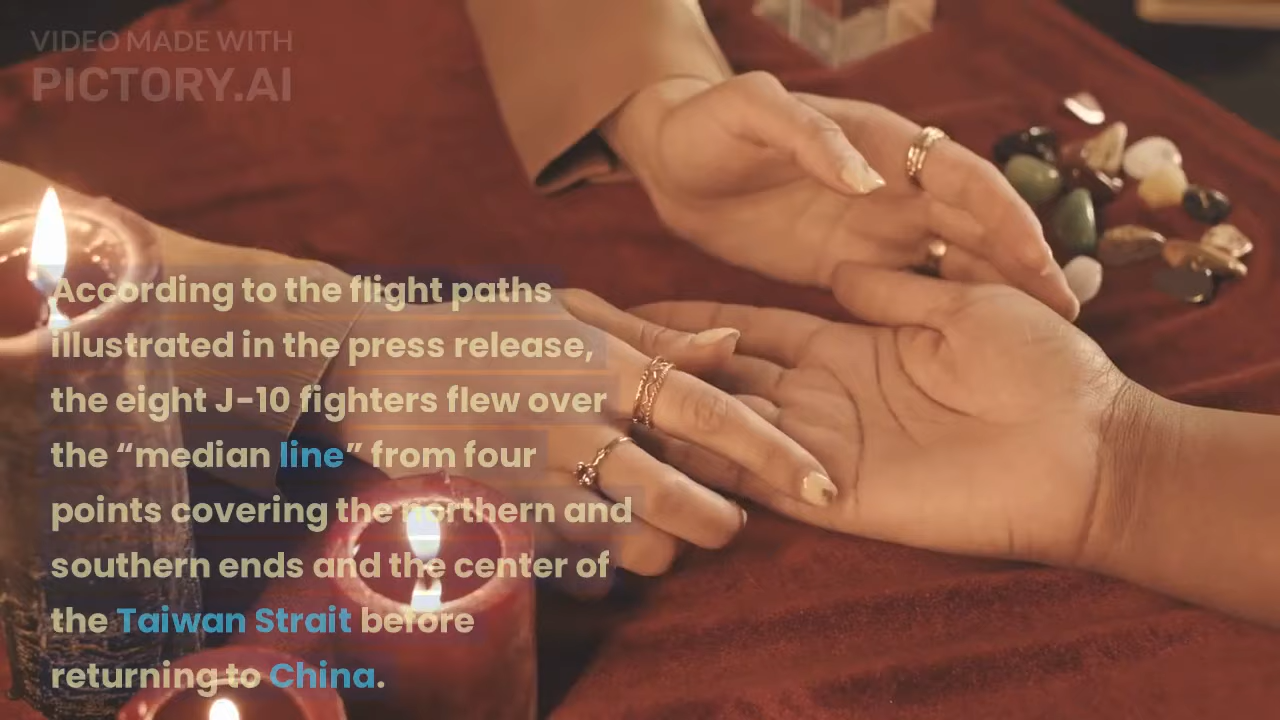 VIDEO MADE WITH
PICTORY.AI
According to the flight paths
illustrated in the press release,
the eight J-10 fighters flew over
the “median line” from four
points covering the northern and
southern ends and the center of
the Taiwan Strait before
returning to China.